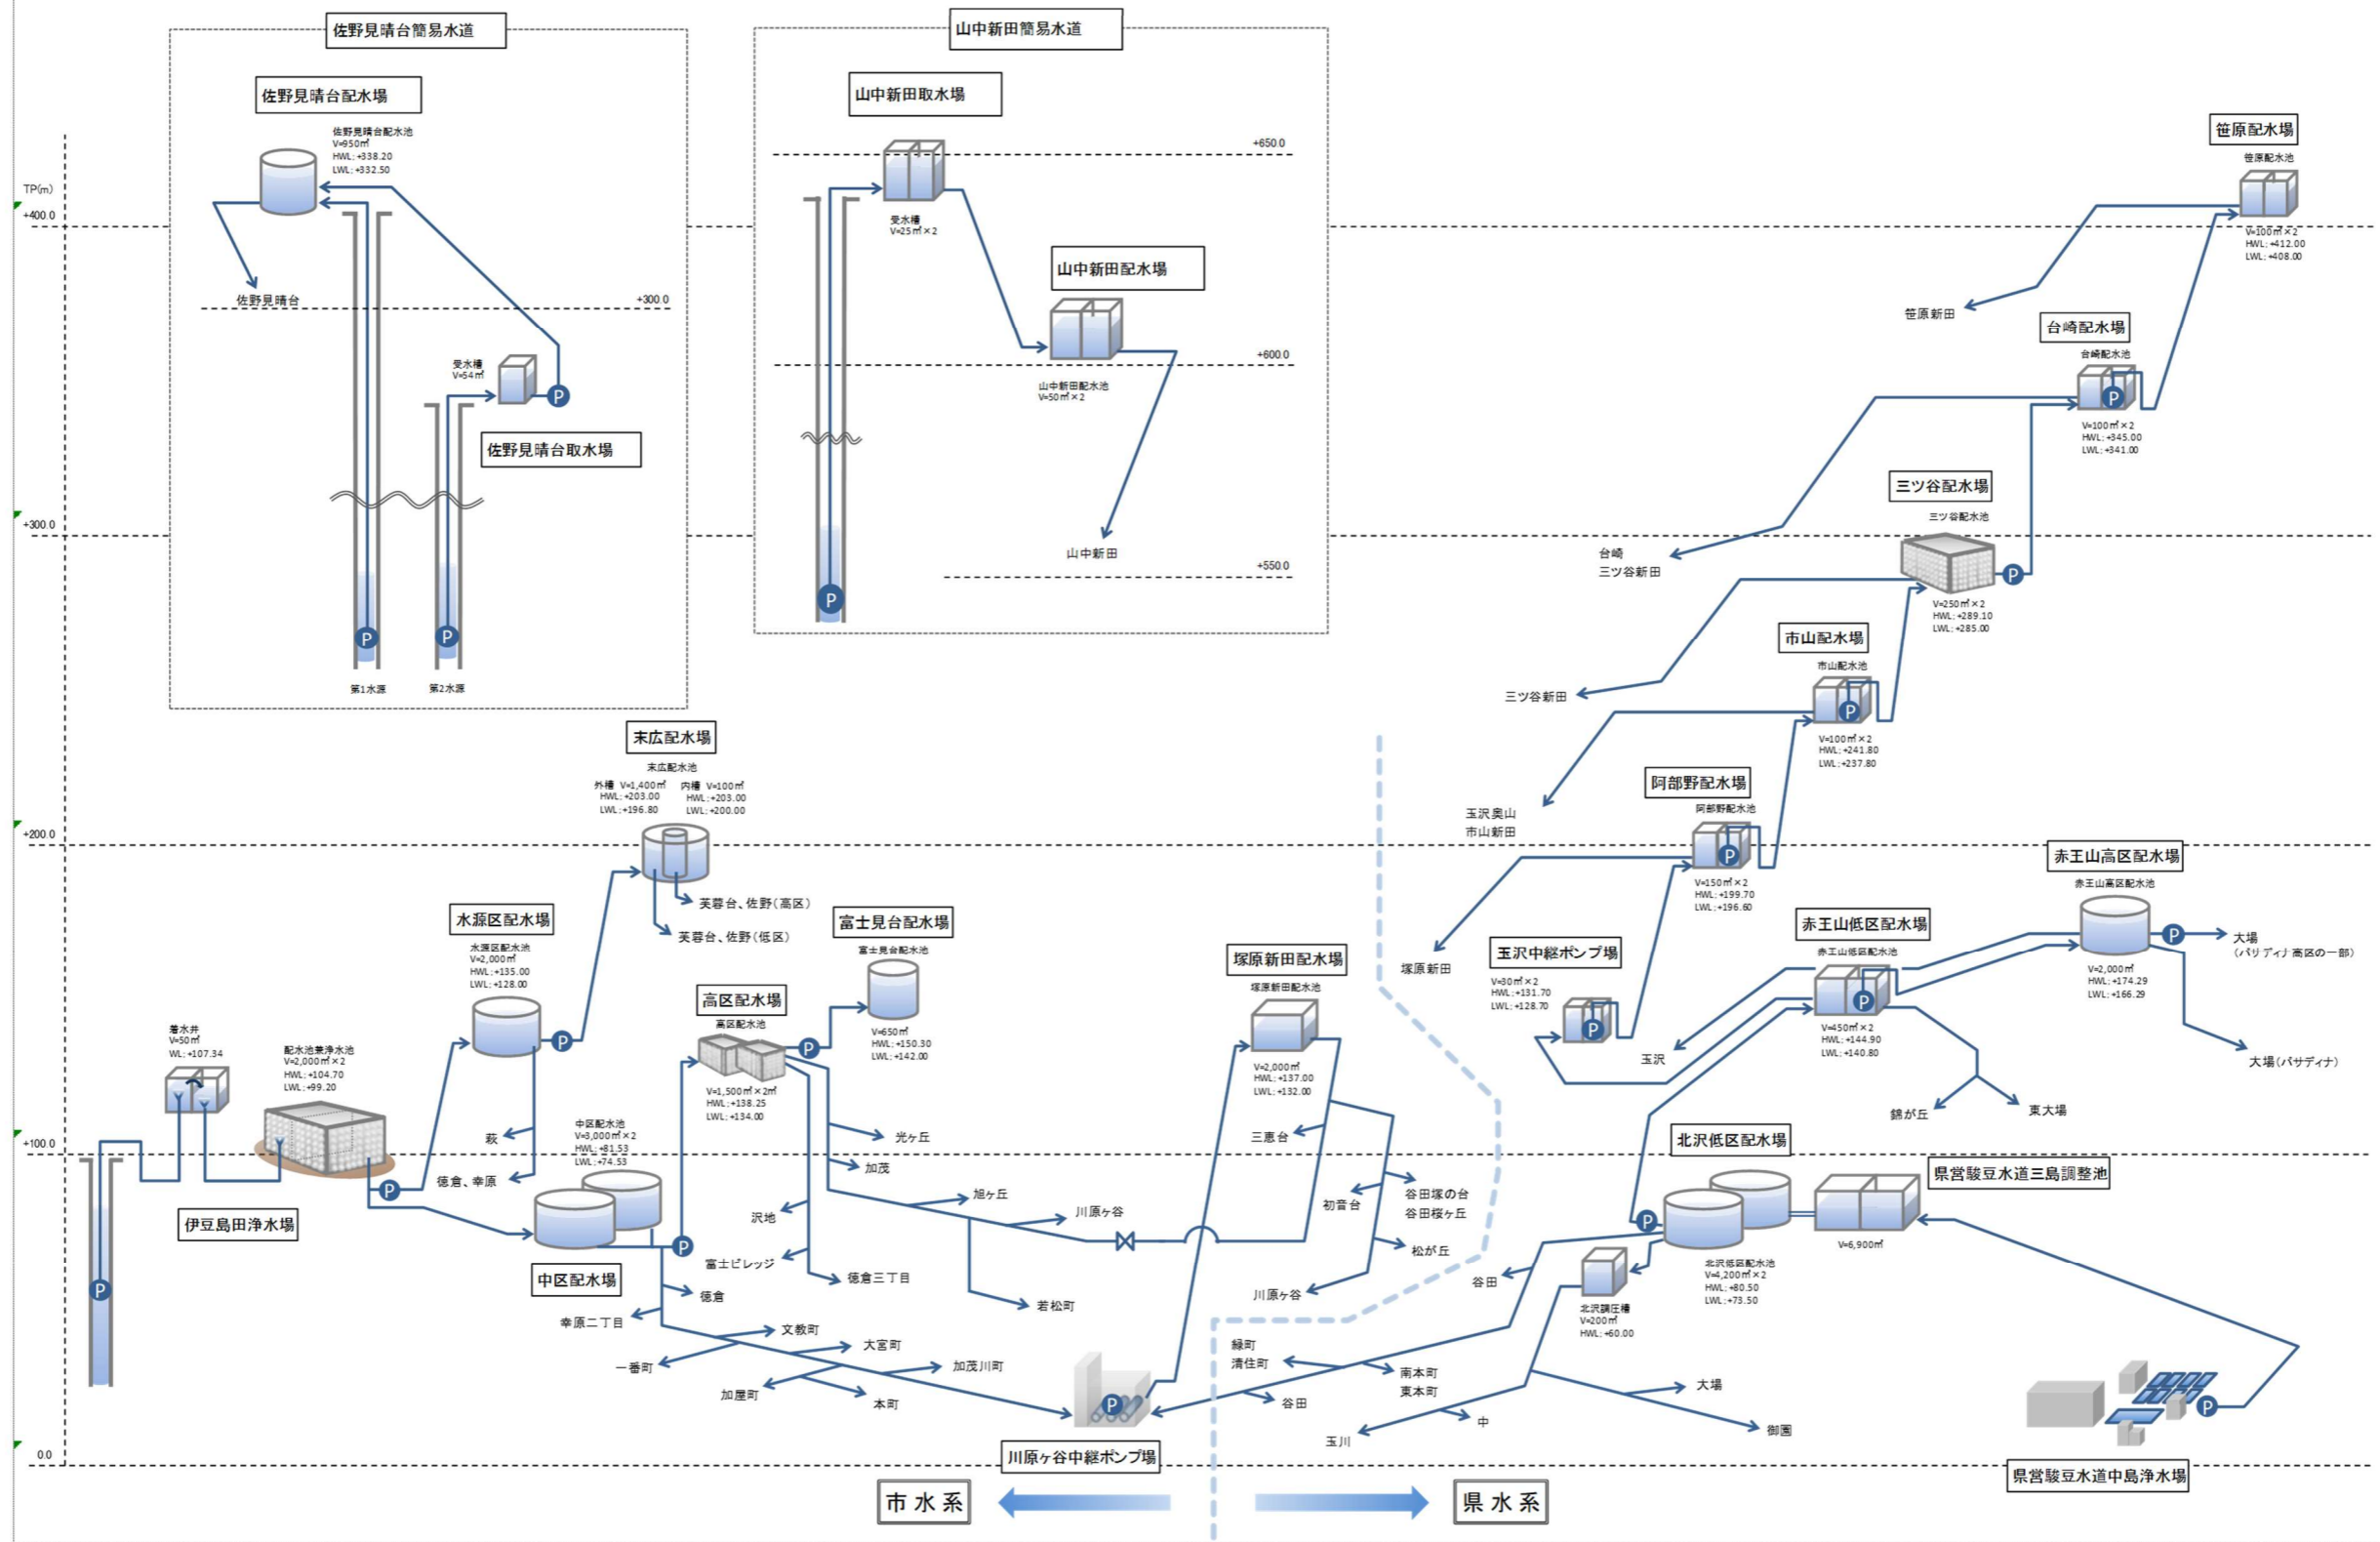 佐野見晴台簡易水道
佐野見晴台配水場
佐野見晴台配水池
V=950㎥
HWL:+338.20
LWL:+332.50
佐野見晴台
+300.0
受水槽
V=54㎥
P
佐野見晴台取水場
P
P
第1水源
第2水源
山中新田簡易水道
山中新田取水場
+650.0
受水槽
V=25㎥×2
山中新田配水場
+600.0
山中新田配水池
V=50㎥×2
山中新田
+550.0
P
TP(m)
+400.0
+300.0
+200.0
+100.0
0.0
笹原配水場
笹原配水池
V=100㎥×2
HWL:+412.00
LWL:+408.00
笹原新田
台崎配水場
台崎配水池
P
V=100㎥×2
HWL:+345.00
LWL:+341.00
台崎
三ツ谷新田
三ツ谷配水場
三ツ谷配水池
P
V=250㎥×2
HWL:+289.10
LWL:+285.00
三ツ谷新田
市山配水場
市山配水池
P
V=100㎥×2
HWL:+241.80
LWL:+237.80
玉沢奥山
市山新田
阿部野配水場
阿部野配水池
P
V=150㎥×2
HWL:+199.70
LWL:+196.60
塚原新田
玉沢中継ポンプ場
V=30㎥×2
HWL:+131.70
LWL:+128.70
P
赤王山高区配水場
赤王山高区配水池
P
V=2,000㎥
HWL:+174.29
LWL:+166.29
大場
(パサディナ高区の一部)
大場(パサディナ)
赤王山低区配水場
赤王山低区配水池
P
V=450㎥×2
HWL:+144.90
LWL:+140.80
玉沢
錦が丘
東大場
末広配水場
末広配水池
外槽 V=1,400㎥
HWL:+203.00
LWL:+196.80
内槽 V=100㎥
HWL:+203.00
LWL:+200.00
芙蓉台、佐野(高区)
芙蓉台、佐野(低区)
水源区配水場
水源区配水池
V=2,000㎥
HWL:+135.00
LWL:+128.00
P
萩
徳倉、幸原
富士見台配水場
富士見台配水池
V=650㎥
HWL:+150.30
LWL:+142.00
高区配水場
高区配水池
P
V=1,500㎥×2㎥
HWL:+138.25
LWL:+134.00
光ヶ丘
加茂
旭ヶ丘
川原ヶ谷
沢地
富士ビレッジ
徳倉三丁目
若松町
着水井
V=50㎥
WL:+107.34
配水池兼浄水池
V=2,000㎥×2
HWL:+104.70
LWL:+99.20
P
P
伊豆島田浄水場
中区配水池
V=3,000㎥×2
HWL:+81.53
LWL:+74.53
P
中区配水場
徳倉
幸原二丁目
文教町
一番町
大宮町
加屋町
本町
加茂川町
塚原新田配水場
塚原新田配水池
V=2,000㎥
HWL:+137.00
LWL:+132.00
三恵台
初音台
谷田塚の台
谷田桜ヶ丘
松が丘
川原ヶ谷
P
川原ヶ谷中継ポンプ場
北沢低区配水場
P
北沢低区配水池
V=4,200㎥×2
HWL:+80.50
LWL:+73.50
県営駿豆水道三島調整池
V=6,900㎥
北沢調圧槽
V=200㎥
HWL:+60.00
谷田
緑町
清住町
南本町
東本町
谷田
大場
御園
中
玉川
P
県営駿豆水道中島浄水場
市水系
県水系